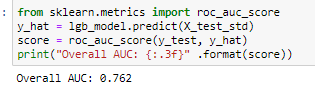 from sklearn.metrics import roc_auc_score
y_hat = lgb_model.predict(X_test_std)
score = roc_auc_score(y_test, y_hat)
print("Overall AUC: {:.3f}" .format(score))
Overall AUC: 0.762